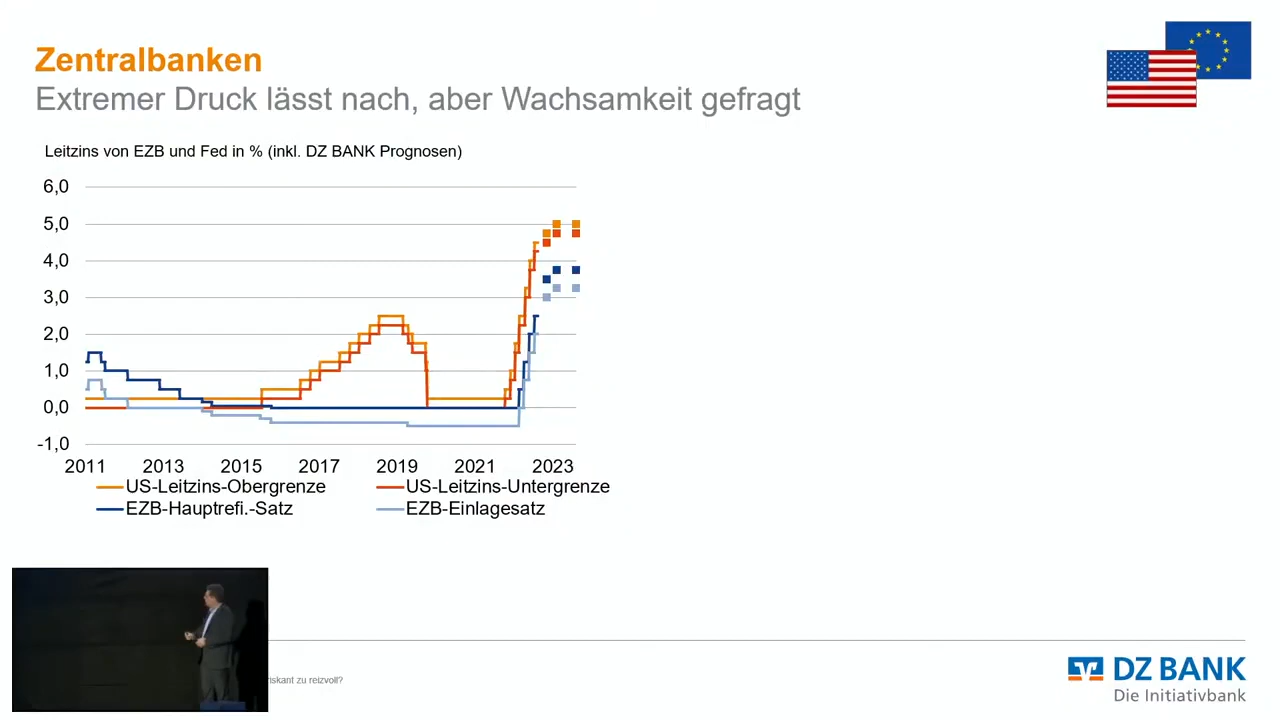 Zentralbanken
Extremer Druck lässt nach, aber Wachsamkeit gefragt
Leitzins von EZB und Fed in % (inkl. DZ BANK Prognosen)
6,0
5,0
4,0
3,0
2,0
1,0
0,0
-1,0
2011 2013 2015 2017 2019 2021 2023
US-Leitzins-Obergrenze US-Leitzins-Untergrenze
EZB-Hauptrefi.-Satz EZB-Einlagesatz
zu reizvoll?
DZ BANK
Die Initiativbank